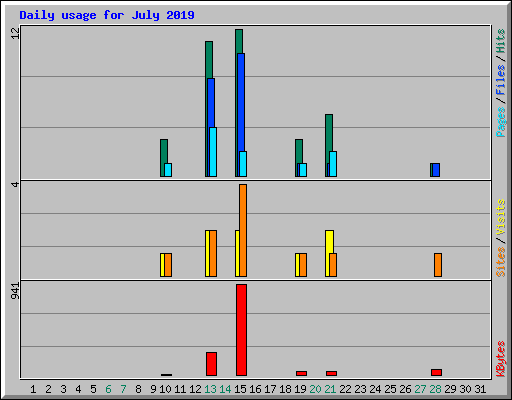 Daily usage for July 2019
12
Pages / Files / Hits
4
Sites / Visits
941
KBytes
1 2 3 4 5 6 7 8 9 10 11 12 13 14 15 16 17 18 19 20 21 22 23 24 25 26 27 28 29 30 31